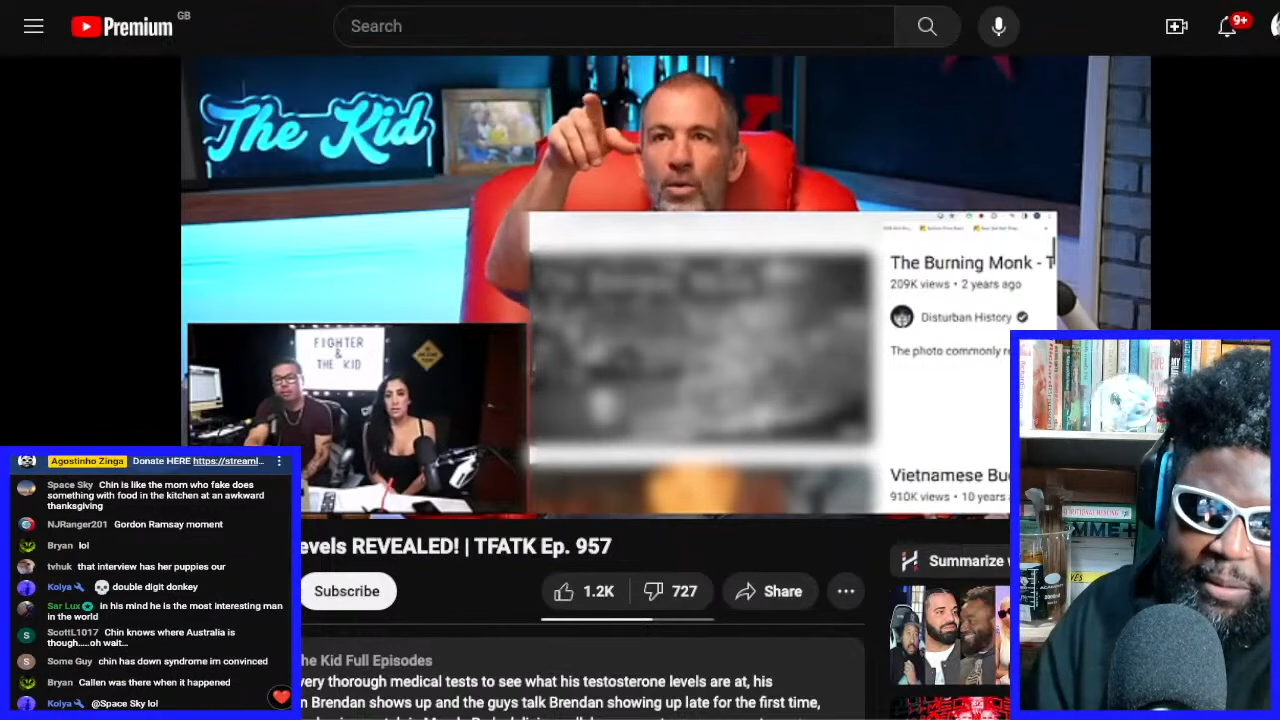 Premium
GB
Search
9+
The Kid
The Burning Monk - T
209K views • 2 years ago
Disturban History
The photo commonly r
FIGHTER
&
THE KID
Vietnamese Bu
910K views • 10 years
Agostinho Zinga Donate HERE https://streaml...
Space Sky Chin is like the mom who fake does
something with food in the kitchen at an awkward
thanksgiving
NJRanger201 Gordon Ramsay moment
Bryan lol
tvhuk that interview has her puppies our
Kolya double digit donkey
Sar Lux in his mind he is the most interesting man
in the world
ScottL1017 Chin knows where Australia is
though.....oh wait...
Some Guy chin has down syndrome im convinced
Bryan Callen was there when it happened
Kolya @Space Sky lol
evels REVEALED! | TFATK Ep. 957
Subscribe
1.2K
727
Share
Summarize
he Kid Full Episodes
very thorough medical tests to see what his testosterone levels are at, his
n Brendan shows up and the guys talk Brendan showing up late for the first time,